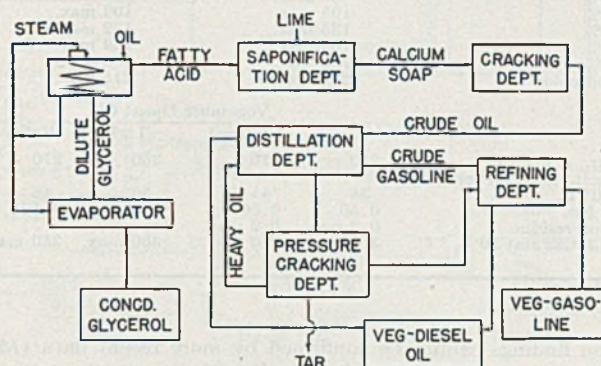 STEAM
OIL
LIME
FATTY
ACID
SAPONIFICA-
TION DEPT.
CALCIUM
SOAP
CRACKING
DEPT.
DILUTE
GLYCEROL
CRUDE OIL
DISTILLATION
DEPT.
CRUDE
GASOLINE
REFINING
DEPT.
EVAPORATOR
HEAVY OIL
PRESSURE
CRACKING
DEPT.
CONCD.
GLYCEROL
VEG-GASO-
LINE
VEG-DIESEL
OIL
TAR